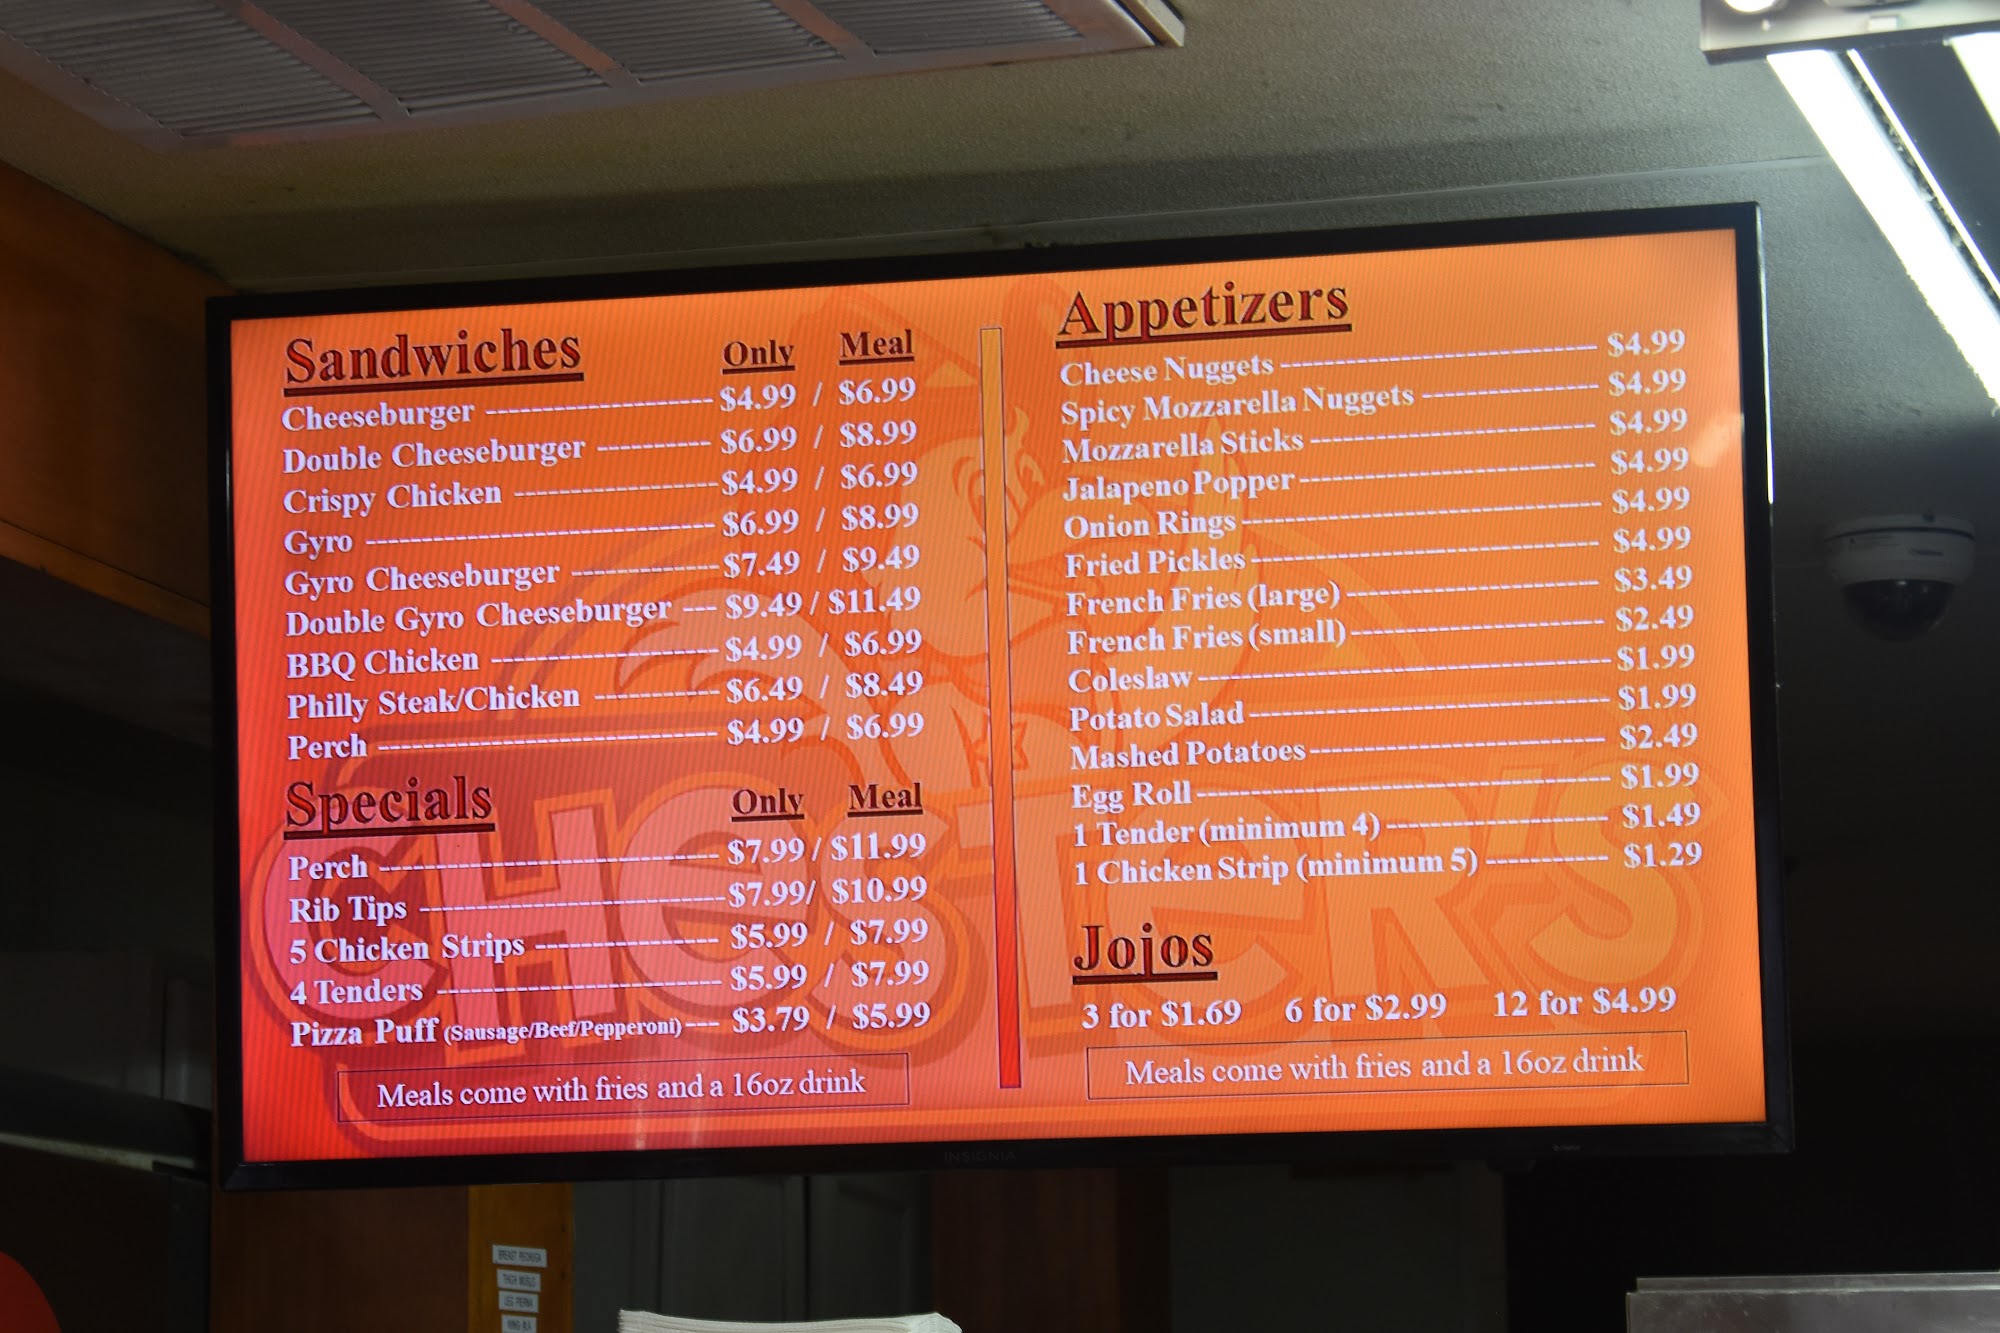 Sandwiches Only Meal
Cheeseburger -------------------- $4.99 / $6.99
Double Cheeseburger ---------- $6.99 / $8.99
Crispy Chicken ------------------ $4.99 / $6.99
Gyro ------------------------------- $6.99 / $8.99
Gyro Cheeseburger ------------- $7.49 / $9.49
Double Gyro Cheeseburger --- $9.49 / $11.49
BBQ Chicken -------------------- $4.99 / $6.99
Philly Steak/Chicken ----------- $6.49 / $8.49
Perch ------------------------------ $4.99 / $6.99
Specials Only Meal
Perch ------------------------------ $7.99 / $11.99
Rib Tips --------------------------- $7.99/ $10.99
5 Chicken Strips ---------------- $5.99 / $7.99
4 Tenders ------------------------- $5.99 / $7.99
Pizza Puff (Sausage/Beef/Pepperoni)--- $3.79 / $5.99
Meals come with fries and a 16oz drink
Appetizers
Cheese Nuggets ---------------------------- $4.99
Spicy Mozzarella Nuggets ---------------- $4.99
Mozzarella Sticks -------------------------- $4.99
Jalapeno Popper --------------------------- $4.99
Onion Rings -------------------------------- $4.99
Fried Pickles ------------------------------- $4.99
French Fries (large) ----------------------- $3.49
French Fries (small) ----------------------- $2.49
Coleslaw ------------------------------------- $1.99
Potato Salad -------------------------------- $1.99
Mashed Potatoes --------------------------- $2.49
Egg Roll ------------------------------------- $1.99
1 Tender (minimum 4) -------------------- $1.49
1 Chicken Strip (minimum 5) ----------- $1.29
Jojos
3 for $1.69 6 for $2.99 12 for $4.99
Meals come with fries and a 16oz drink
CHESTER'S
INSIGNIA
BREAST PECHUGA
THIGH MUSLO
LEG PIERNA
WING ALA